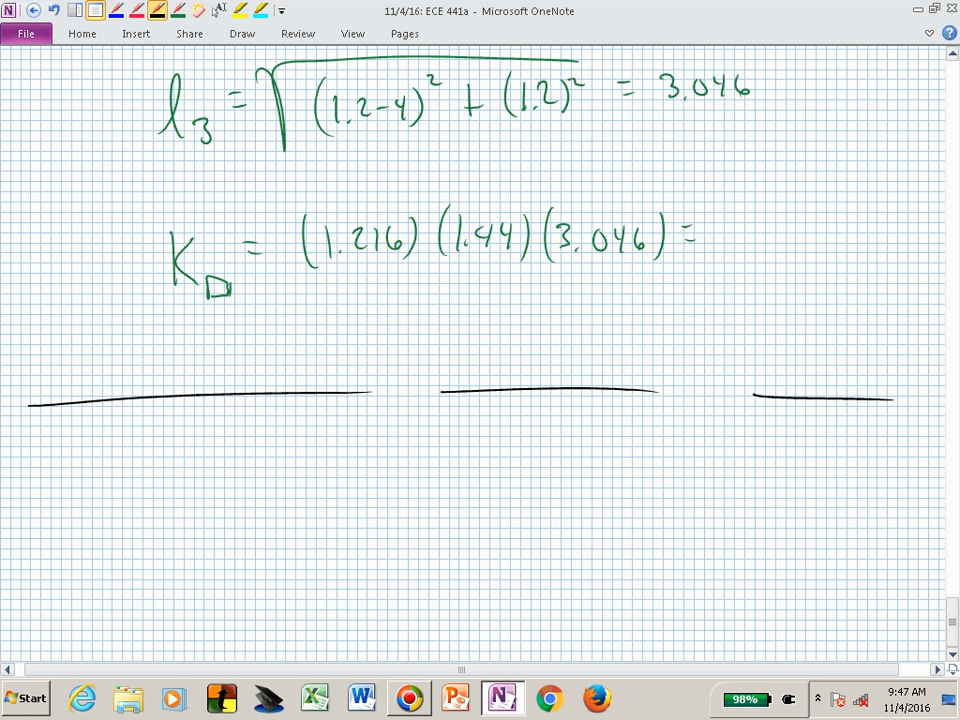 11/4/16: ECE 441a - Microsoft OneNote
File Home Insert Share Draw Review View Pages
l₃ = √((1.2-4)² + (1.2)²) = 3.046
K_D = (1.216)(1.44)(3.046) =
Start 98% 9:47 AM
11/4/2016